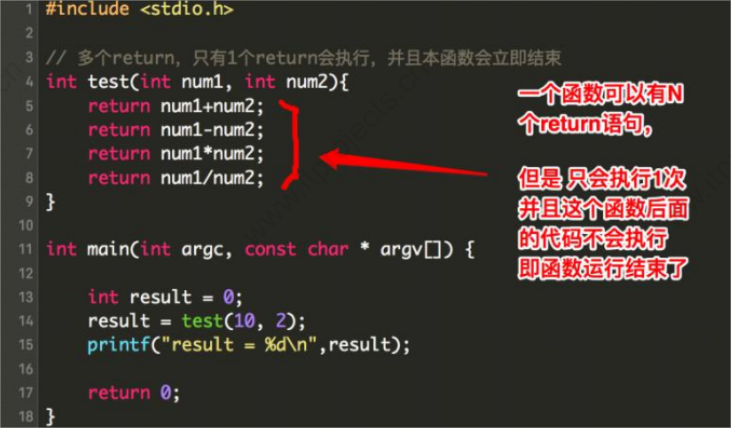 1 #include <stdio.h>
2
3 // 多个return，只有1个return会执行，并且本函数会立即结束
4 int test(int num1, int num2){
5 return num1+num2;
6 return num1-num2;
7 return num1*num2;
8 return num1/num2;
9 }
10
11 int main(int argc, const char * argv[]) {
12
13 int result = 0;
14 result = test(10, 2);
15 printf("result = %d\n",result);
16
17 return 0;
18 }
一个函数可以有N
个return语句，
但是 只会执行1次
并且这个函数后面
的代码不会执行
即函数运行结束了